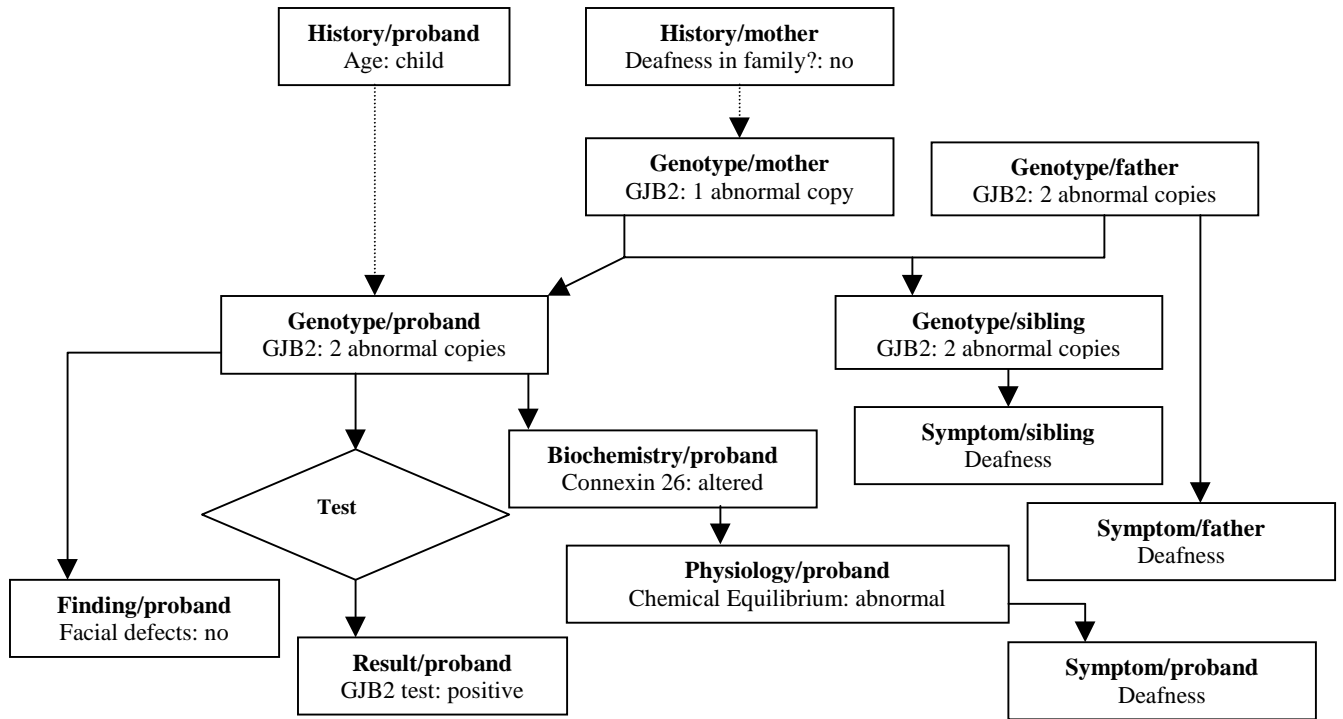 History/proband
Age: child
History/mother
Deafness in family?: no
Genotype/mother
GJB2: 1 abnormal copy
Genotype/father
GJB2: 2 abnormal copies
Genotype/proband
GJB2: 2 abnormal copies
Genotype/sibling
GJB2: 2 abnormal copies
Symptom/sibling
Deafness
Biochemistry/proband
Connexin 26: altered
Test
Symptom/father
Deafness
Physiology/proband
Chemical Equilibrium: abnormal
Finding/proband
Facial defects: no
Result/proband
GJB2 test: positive
Symptom/proband
Deafness